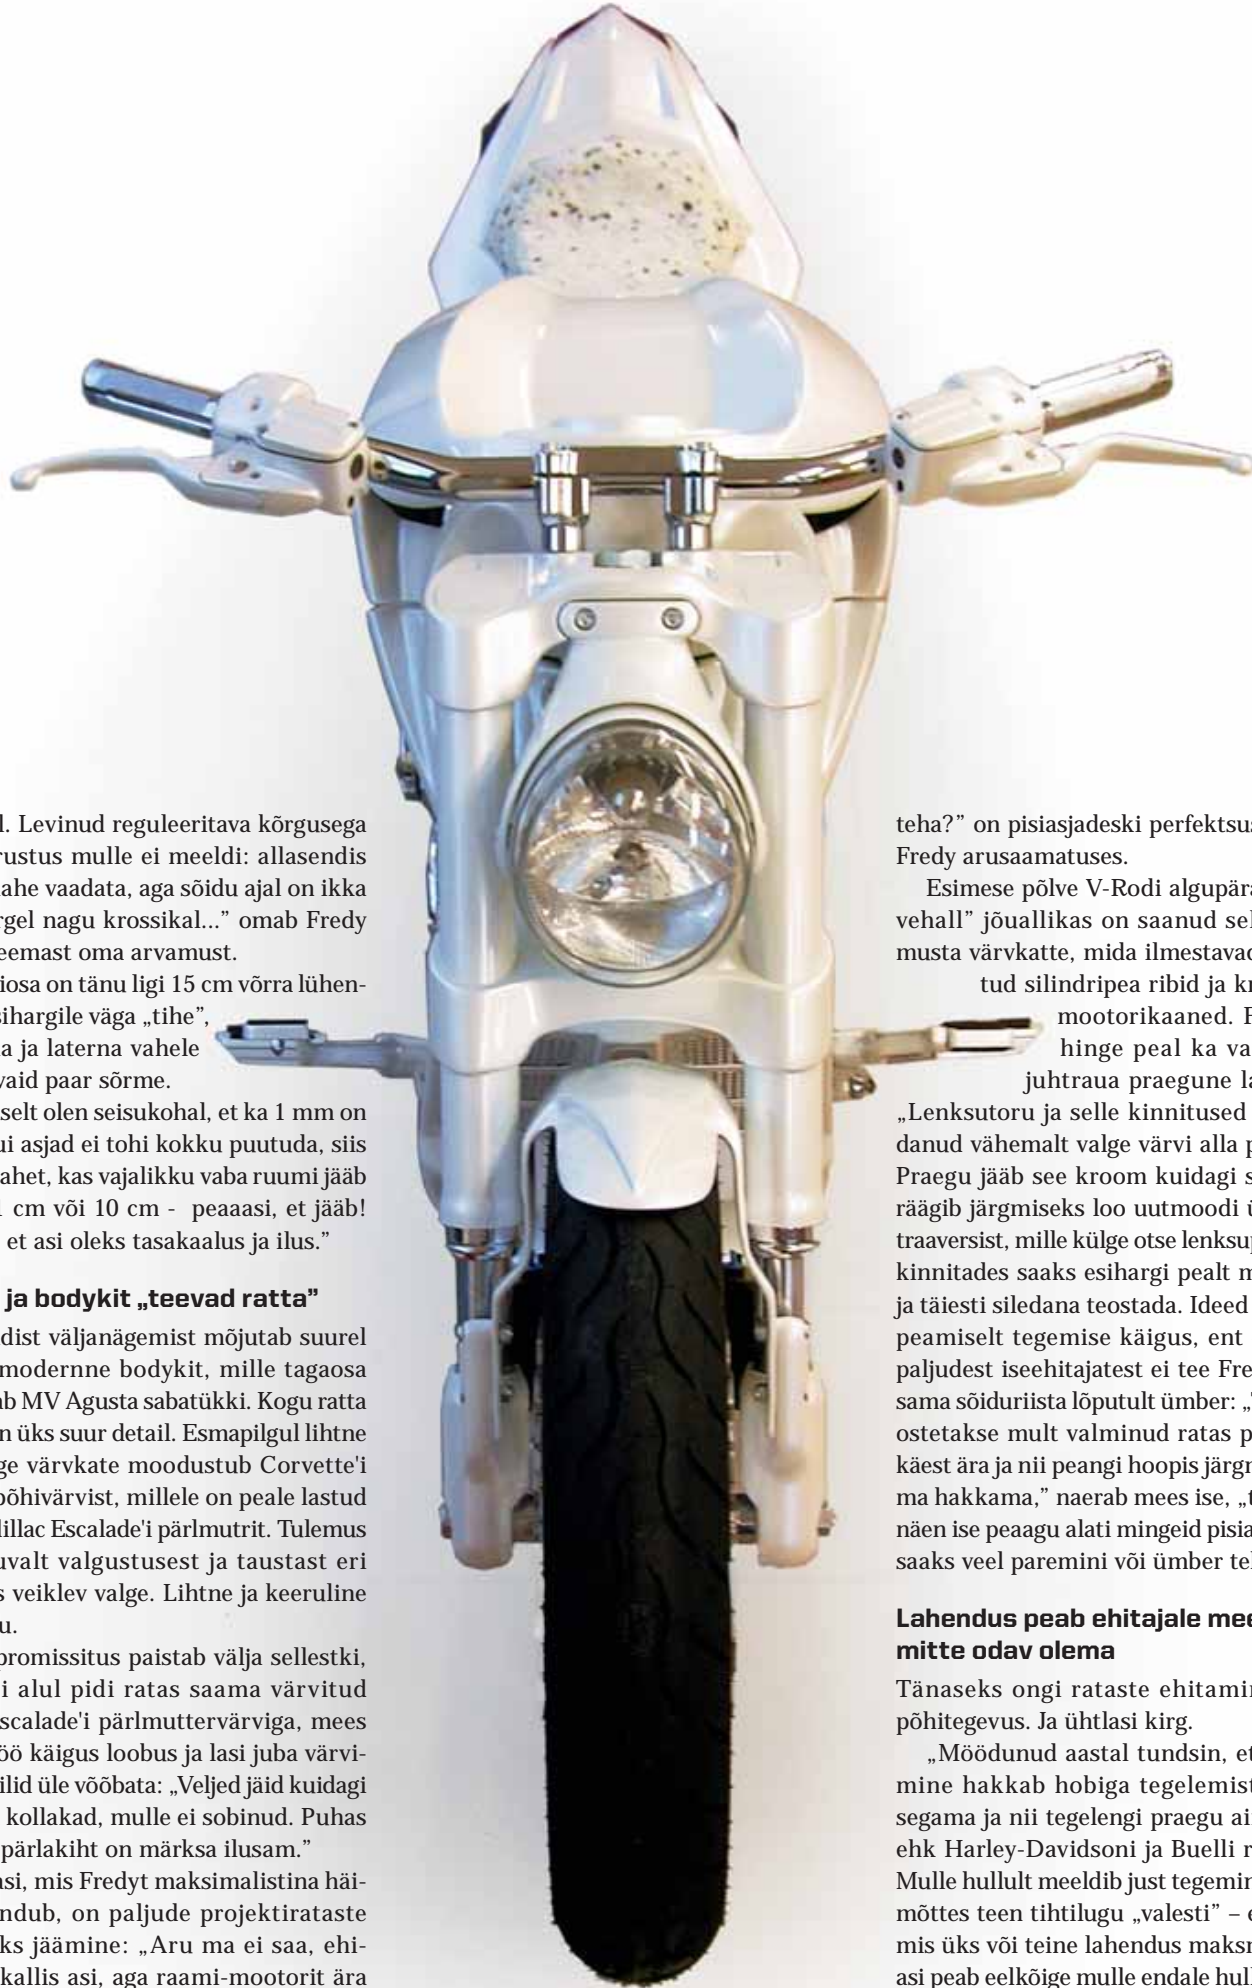 l. Levinud reguleeritava kõrgusega
rustus mulle ei meeldi: allasendis
ahe vaadata, aga sõidu ajal on ikka
rgel nagu krossikal...” omab Fredy
eemast oma arvamust.
iosa on tänu ligi 15 cm võrra lühen-
sihargile väga „tihe”,
a ja laterna vahele
vaid paar sõrme.
selt olen seisukohal, et ka 1 mm on
ui asjad ei tohi kokku puutuda, siis
ahet, kas vajalikku vaba ruumi jääb
1 cm või 10 cm - peaaasi, et jääb!
et asi oleks tasakaalus ja ilus.”
ja bodykit „teevad ratta”
dist väljanägemist mõjutab suurel
modernne bodykit, mille tagaosa
ab MV Agusta sabatükki. Kogu ratta
n üks suur detail. Esmapilgul lihtne
ge värvkate moodustub Corvette'i
põhivärvist, millele on peale lastud
lillac Escalade'i pärlmutrit. Tulemus
uvalt valgustusest ja taustast eri
s veiklev valge. Lihtne ja keeruline
u.
promissitus paistab välja sellestki,
i alul pidi ratas saama värvitud
scalade'i pärlmuttervärviga, mees
öö käigus loobus ja lasi juba värvi-
ilid üle võõbata: „Veljed jäid kuidagi
kollakad, mulle ei sobinud. Puhas
pärlakiht on märksa ilusam.”
asi, mis Fredyt maksimalistina häi-
ndub, on paljude projektirataste
ks jäämine: „Aru ma ei saa, ehi-
kallis asi, aga raami-mootorit ära
teha?” on pisiasjadeski perfektsus
Fredy arusaamatuses.
Esimese põlve V-Rodi algupära
vehall” jõuallikas on saanud sel
musta värvkatte, mida ilmestavad
tud silindripea ribid ja kr
mootorikaaned. F
hinge peal ka va
juhtraua praegune la
„Lenksutoru ja selle kinnitused
danud vähemalt valge värvi alla p
Praegu jääb see kroom kuidagi s
räägib järgmiseks loo uutmoodi ü
traaversist, mille külge otse lenksup
kinnitades saaks esihargi pealt m
ja täiesti siledana teostada. Ideed
peamiselt tegemise käigus, ent
paljudest iseehitajatest ei tee Fre
sama sõiduriista lõputult ümber: „T
ostetakse mult valminud ratas p
käest ära ja nii peangi hoopis järgm
ma hakkama,” naerab mees ise, „t
näen ise peaagu alati mingeid pisia
saaks veel paremini või ümber teh
Lahendus peab ehitajale mee
mitte odav olema
Tänaseks ongi rataste ehitamin
põhitegevus. Ja ühtlasi kirg.
„Möödunud aastal tundsin, et
mine hakkab hobiga tegelemist
segama ja nii tegelengi praegu ai
ehk Harley-Davidsoni ja Buelli r
Mulle hullult meeldib just tegemin
mõttes teen tihtilugu „valesti” – e
mis üks või teine lahendus maksm
asi peab eelkõige mulle endale hull